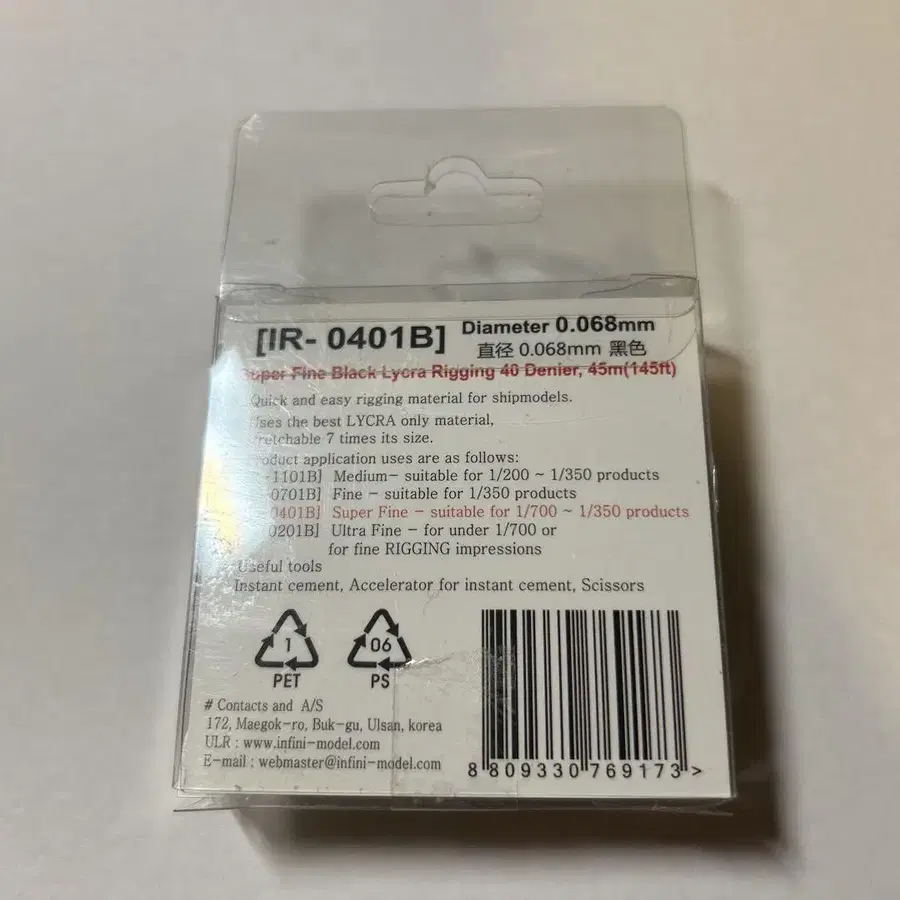 [IR- 0401B] Diameter 0.068mm
直径 0.068mm 黑色
Super Fine Black Lycra Rigging 40 Denier, 45m(145ft)
Quick and easy rigging material for shipmodels.
Uses the best LYCRA only material,
retchable 7 times its size.
roduct application uses are as follows:
-1101B] Medium- suitable for 1/200 ~ 1/350 products
0701B] Fine - suitable for 1/350 products
0401B] Super Fine - suitable for 1/700 ~ 1/350 products
0201B] Ultra Fine - for under 1/700 or
for fine RIGGING impressions
Useful tools
Instant cement, Accelerator for instant cement, Scissors
1
PET
06
PS
# Contacts and A/S
172, Maegok-ro, Buk-gu, Ulsan, korea
ULR : www.infini-model.com
E-mail : webmaster@infini-model.com
8 809330 769173 >